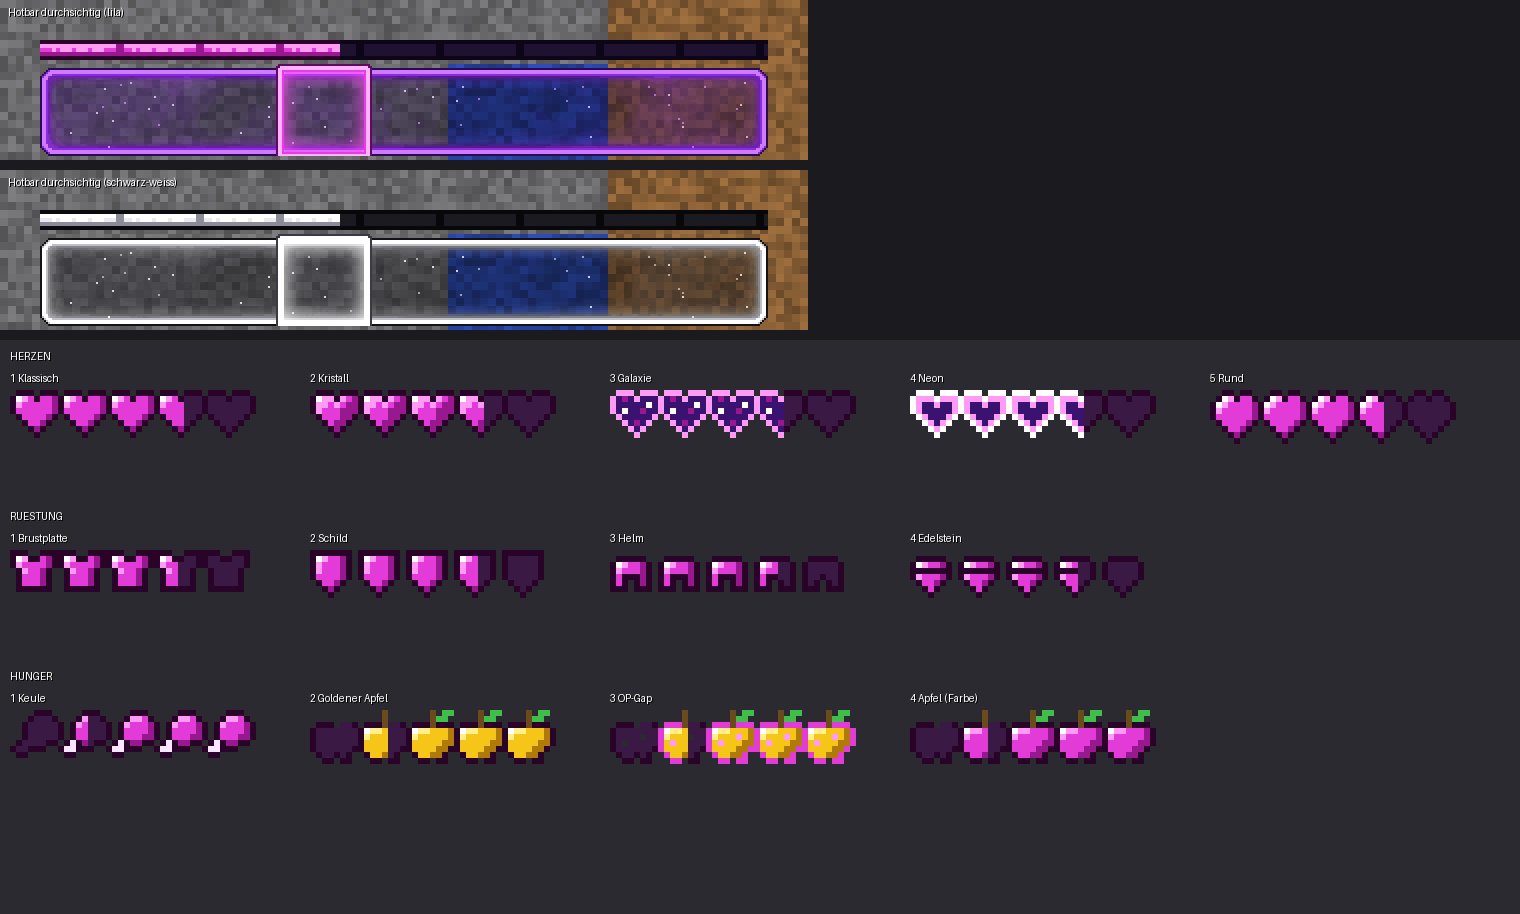 Hotbar durchsichtig (lila)
Hotbar durchsichtig (schwarz-weiss)
HERZEN
1 Klassisch
2 Kristall
3 Galaxie
4 Neon
5 Rund
RUESTUNG
1 Brustplatte
2 Schild
3 Helm
4 Edelstein
HUNGER
1 Keule
2 Goldener Apfel
3 OP-Gap
4 Apfel (Farbe)